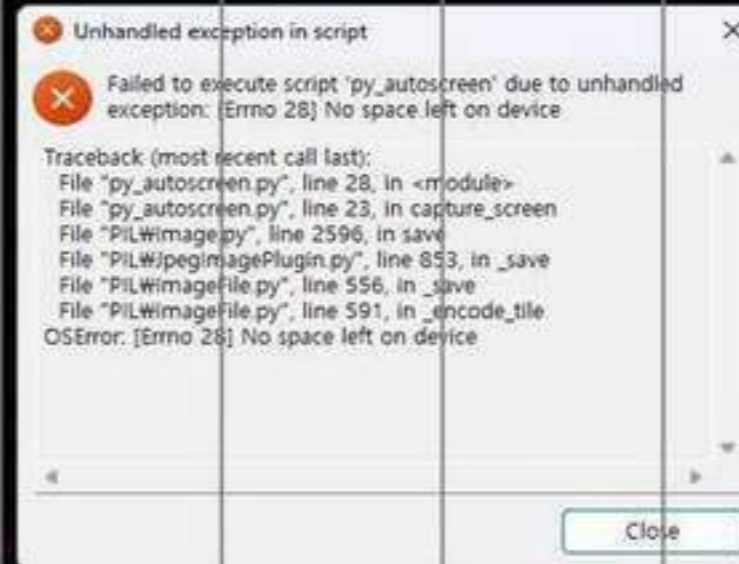 Unhandled exception in script
Failed to execute script 'py_autoscreen' due to unhandled
exception: [Errno 28] No space left on device
Traceback (most recent call last):
File "py_autoscreen.py", line 28, in <module>
File "py_autoscreen.py", line 23, in capture_screen
File "PIL₩Image.py", line 2596, in save
File "PIL₩JpegImagePlugin.py", line 853, in _save
File "PIL₩ImageFile.py", line 556, in _save
File "PIL₩ImageFile.py", line 591, in _encode_tile
OSError: [Errno 28] No space left on device
Close